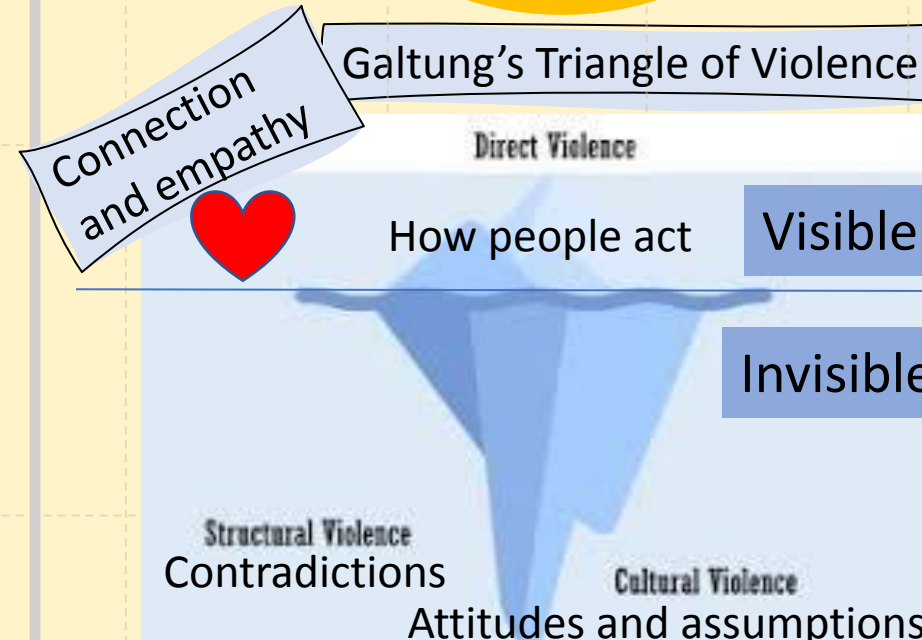 Galtung's Triangle of Violence
Connection
and empathy
Direct Violence
How people act
Visible
Invisible
Structural Violence
Contradictions
Cultural Violence
Attitudes and assumptions